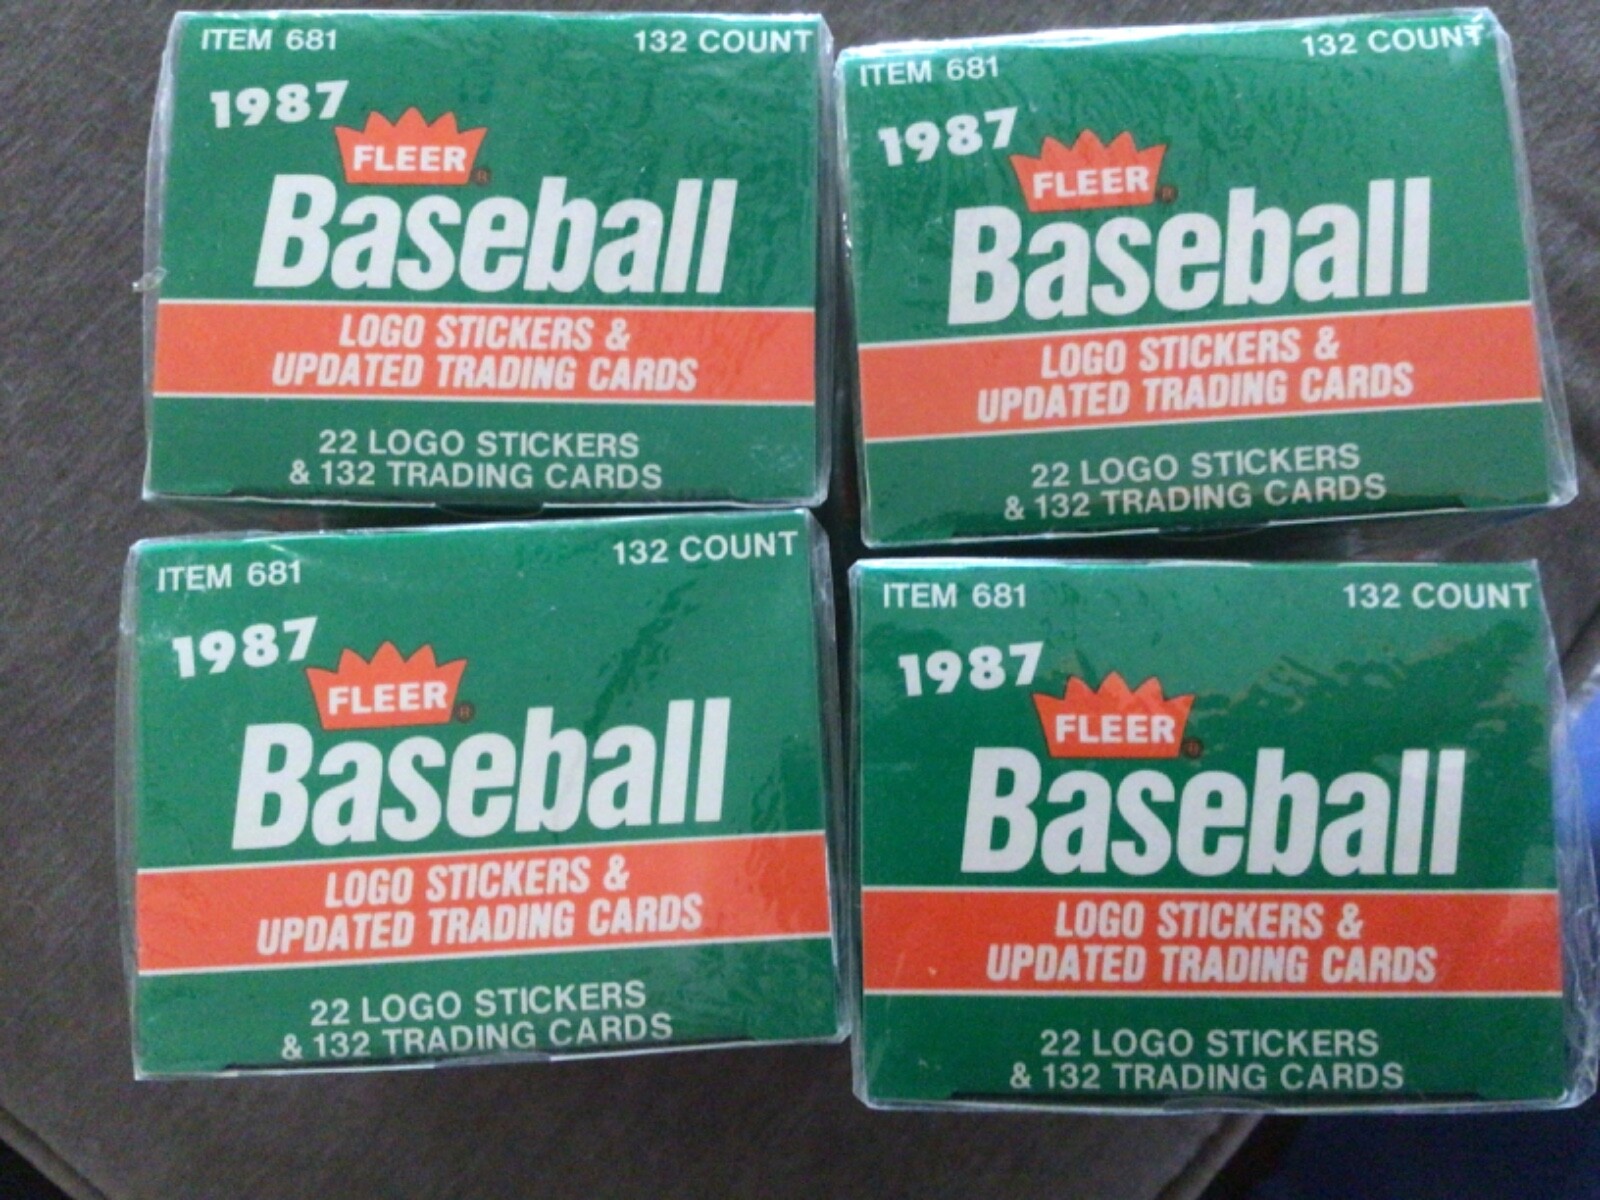 ITEM 681 132 COUNT
1987
FLEER®
Baseball
LOGO STICKERS &
UPDATED TRADING CARDS
22 LOGO STICKERS
& 132 TRADING CARDS
ITEM 681 132 COUNT
1987
FLEER®
Baseball
LOGO STICKERS &
UPDATED TRADING CARDS
22 LOGO STICKERS
& 132 TRADING CARDS
ITEM 681 132 COUNT
1987
FLEER®
Baseball
LOGO STICKERS &
UPDATED TRADING CARDS
22 LOGO STICKERS
& 132 TRADING CARDS
ITEM 681 132 COUNT
1987
FLEER®
Baseball
LOGO STICKERS &
UPDATED TRADING CARDS
22 LOGO STICKERS
& 132 TRADING CARDS